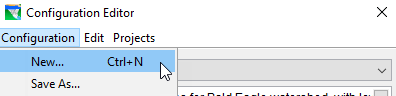 Configuration Editor
Configuration Edit Projects
New... Ctrl+N
Save As...
for Bald Eagle watershed, with